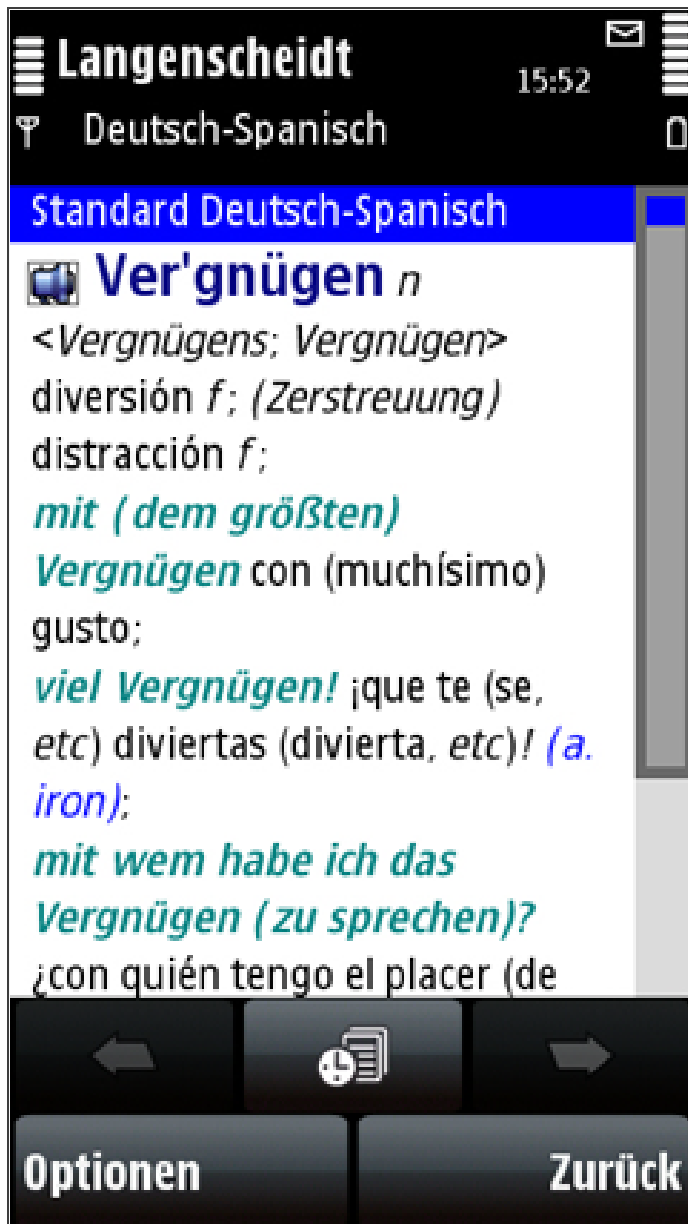 Langenscheidt
15:52
Deutsch-Spanisch
Standard Deutsch-Spanisch
Ver'gnügen n
<Vergnügens; Vergnügen>
diversión f; (Zerstreuung)
distracción f;
mit (dem größten)
Vergnügen con (muchísimo)
gusto;
viel Vergnügen! ¡que te (se,
etc) diviertas (divierta, etc)! (a.
iron);
mit wem habe ich das
Vergnügen (zu sprechen)?
¿con quién tengo el placer (de
Optionen
Zurück